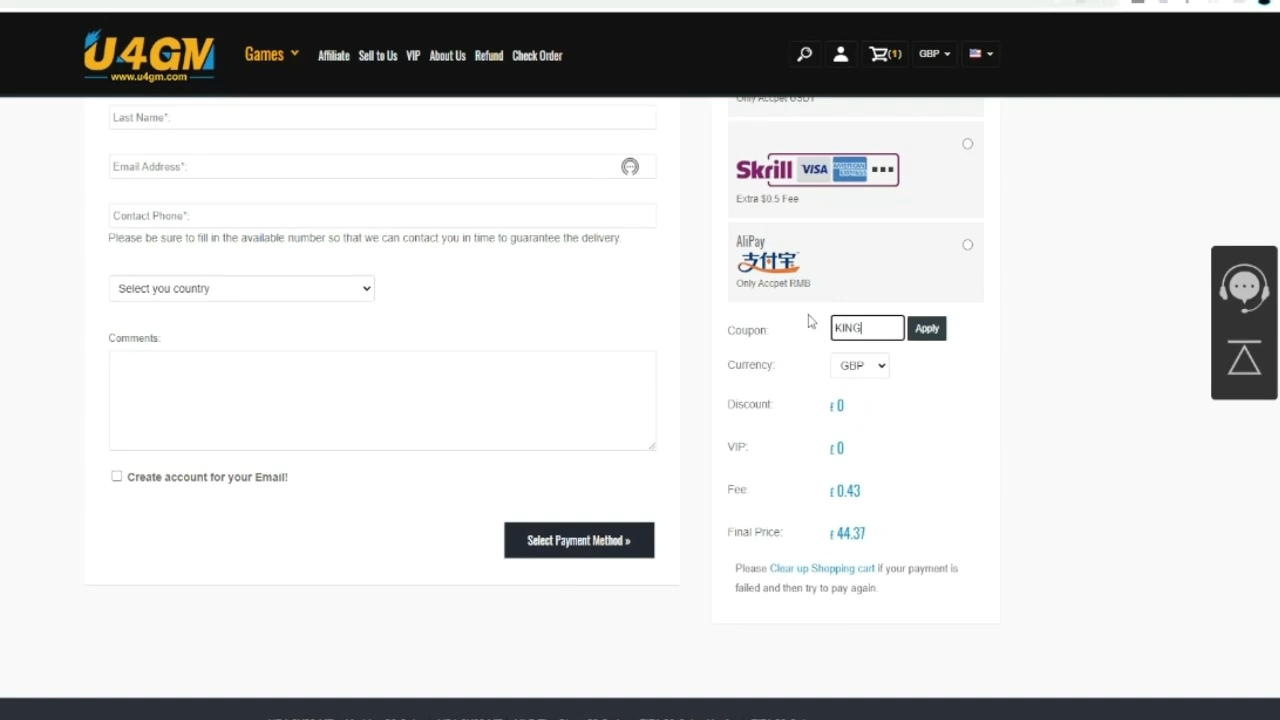 U4GM
www.u4gm.com
Games
Affiliate
Sell to Us
VIP
About Us
Refund
Check Order
(1)
GBP
Last Name*:
Email Address*:
Contact Phone*:
Please be sure to fill in the available number so that we can contact you in time to guarantee the delivery.
Select you country
Comments:
Create account for your Email!
Select Payment Method »
Only Accpet USDT
Skrill VISA AMERICAN EXPRESS
Extra $0.5 Fee
AliPay
支付宝
Only Accpet RMB
Coupon: KING Apply
Currency: GBP
Discount: £ 0
VIP: £ 0
Fee: £ 0.43
Final Price: £ 44.37
Please Clear up Shopping cart if your payment is
failed and then try to pay again.